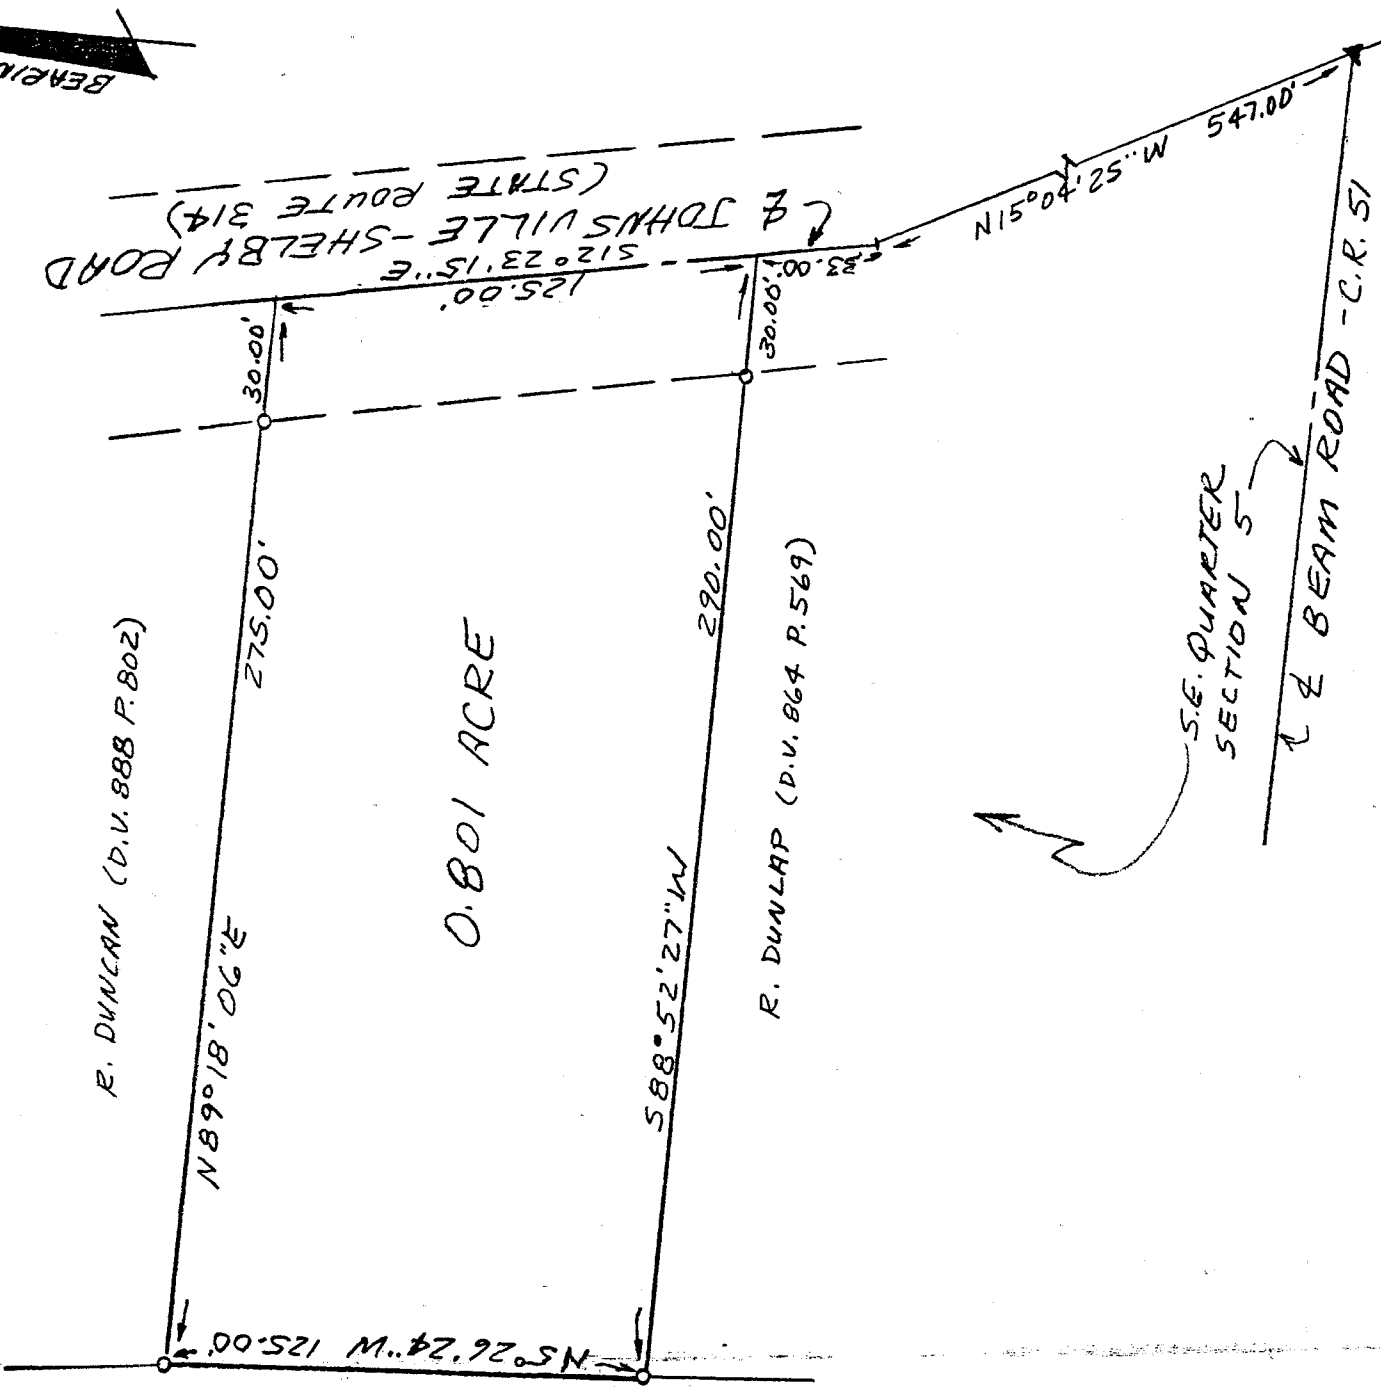 BEARIN
(STATE ROUTE 314)
℄ JOHNSVILLE-SHELBY ROAD
S12°23'15"E
125.00'
33.00'
N15°04'25"W 547.00'
30.00'
30.00'
275.00'
N89°18'06"E
290.00'
S88°52'27"W
N5°26'24"W 125.00'
0.801 ACRE
R. DUNCAN (D.V. 888 P. 802)
R. DUNLAP (D.V. 864 P. 569)
S.E. QUARTER
SECTION 5
℄ BEAM ROAD - C.R. 51